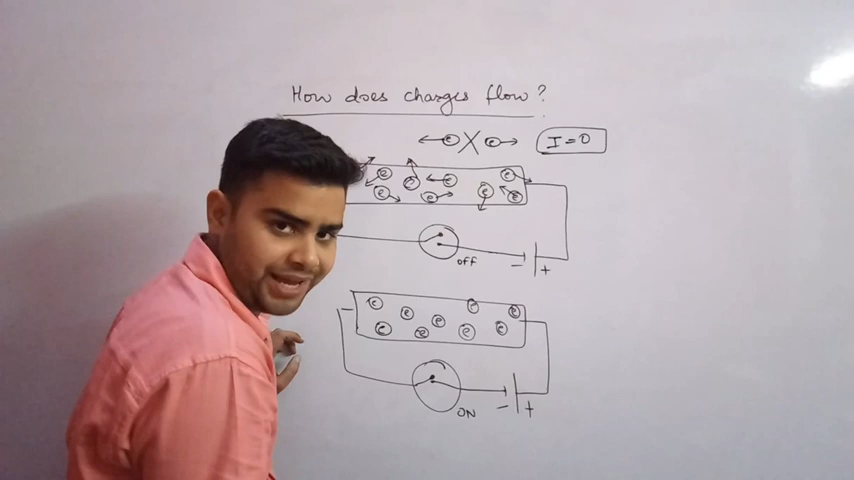 How does charges flow?
e X e I=0
e e e e e e e e
OFF
- +
- e e e e e
e e e e
ON
- +